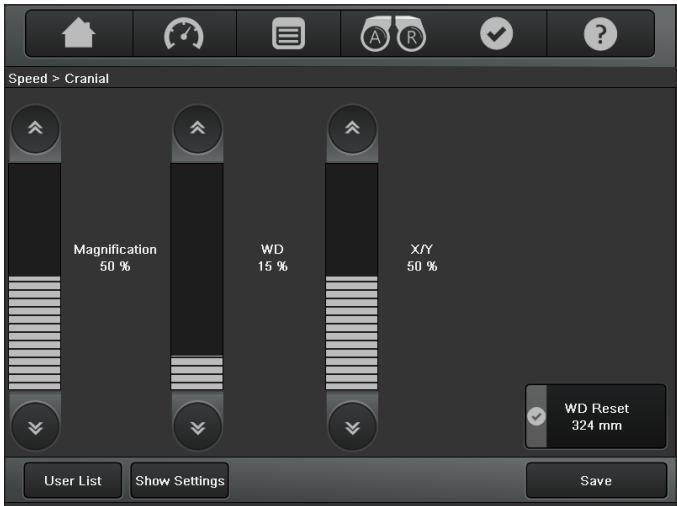 A R ?
Speed > Cranial
Magnification
50 %
WD
15 %
X/Y
50 %
WD Reset
324 mm
User List
Show Settings
Save